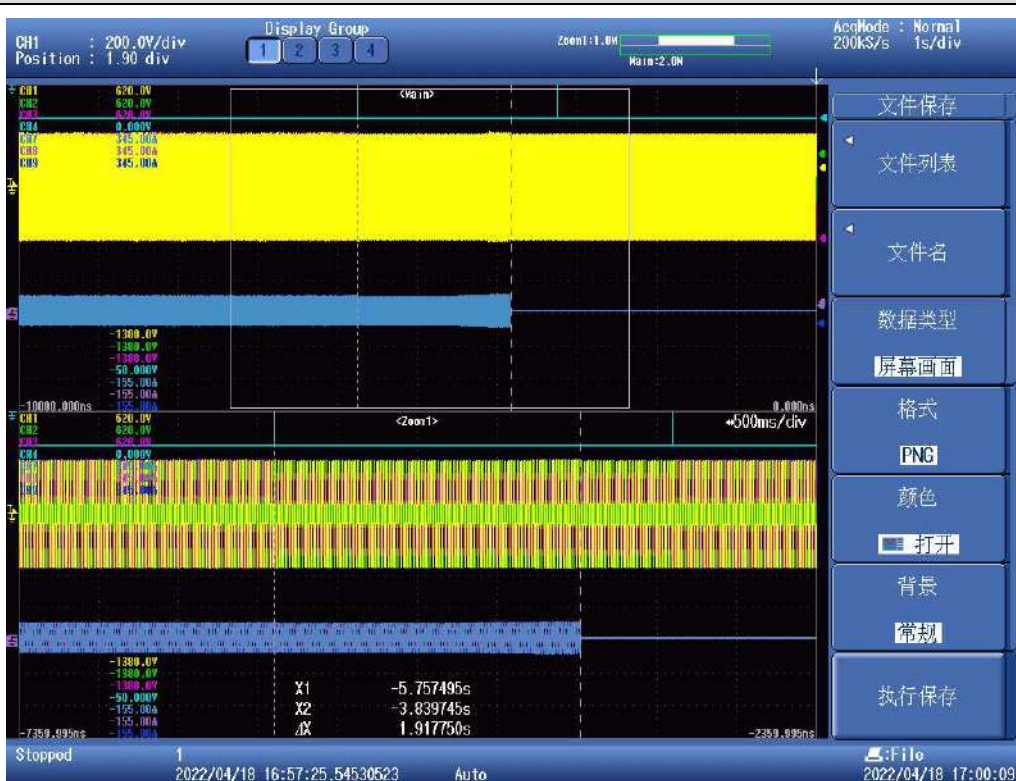 CH1 : 200.0V/div
Position : 1.90 div
Display Group
1 2 3 4
Zoom1:1.0M
Main:2.0M
AcqMode : Normal
200kS/s 1s/div
CH1 620.0V
CH2 620.0V
CH3 620.0V
CH4 0.000V
CH7 345.00A
CH8 345.00A
CH9 345.00A
<Main>
-1380.0V
-1380.0V
-1380.0V
-50.000V
-155.00A
-155.00A
-155.00A
-10000.000ms
0.000ns
CH1 620.0V
CH2 620.0V
CH3 620.0V
CH4 0.000V
<Zoom1>
500ms/div
-1380.0V
-1380.0V
-1380.0V
-50.000V
-155.00A
-155.00A
-155.00A
X1 -5.757495s
X2 -3.839745s
ΔX 1.917750s
-7359.995ms
-2359.995ms
文件保存
文件列表
文件名
数据类型
屏幕画面
格式
PNG
颜色
打开
背景
常规
执行保存
Stopped 1
2022/04/18 16:57:25.54530523 Auto
:File
2022/04/18 17:00:09